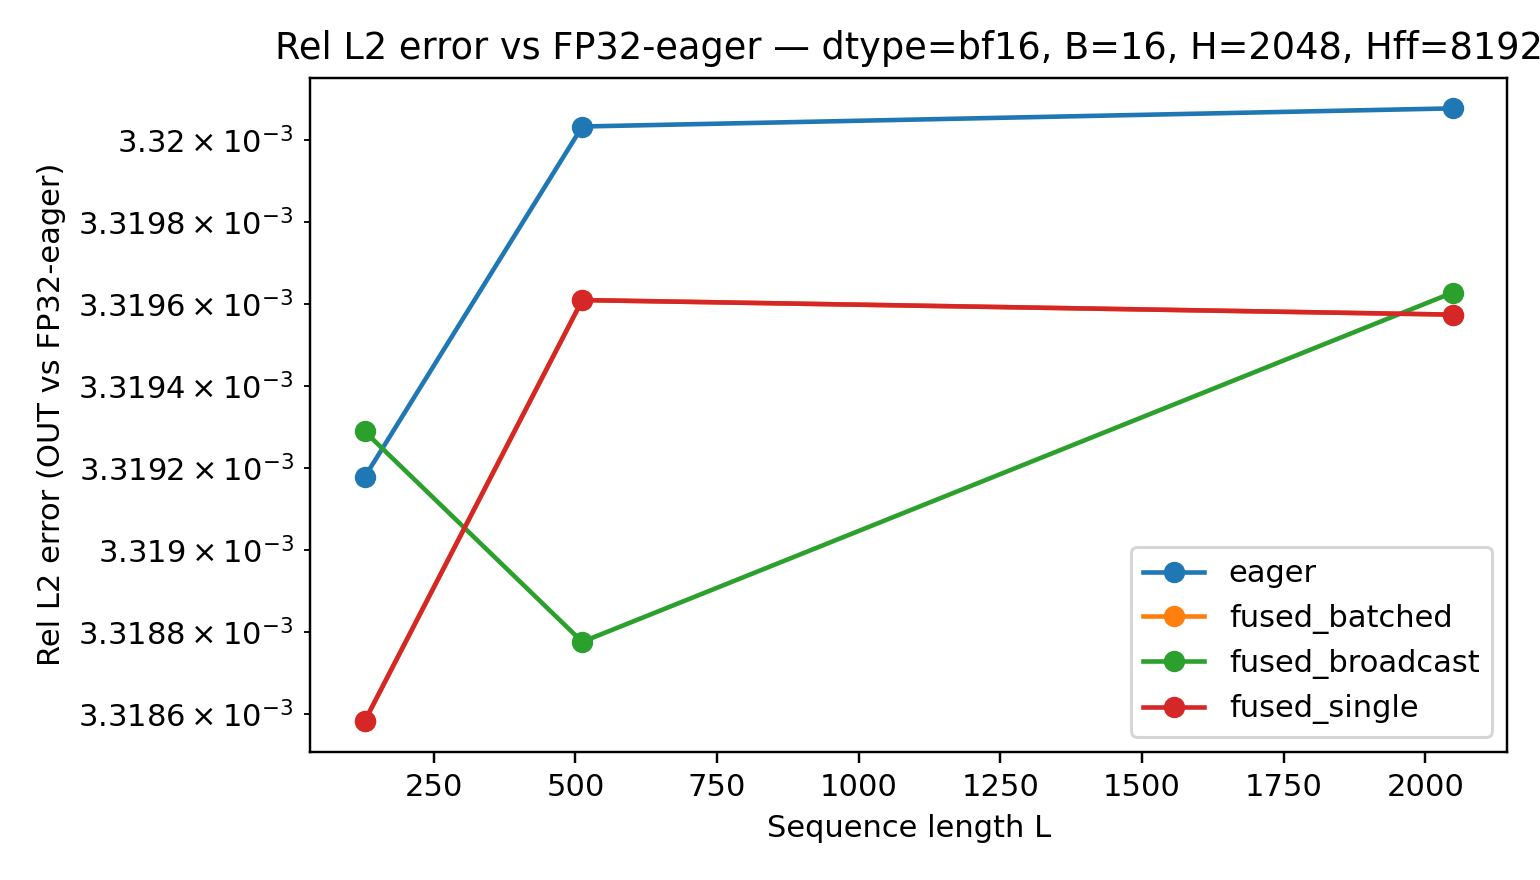 Rel L2 error vs FP32-eager — dtype=bf16, B=16, H=2048, Hff=8192
Rel L2 error (OUT vs FP32-eager)
3.32 × 10⁻³
3.3198 × 10⁻³
3.3196 × 10⁻³
3.3194 × 10⁻³
3.3192 × 10⁻³
3.319 × 10⁻³
3.3188 × 10⁻³
3.3186 × 10⁻³
eager
fused_batched
fused_broadcast
fused_single
250 500 750 1000 1250 1500 1750 2000
Sequence length L